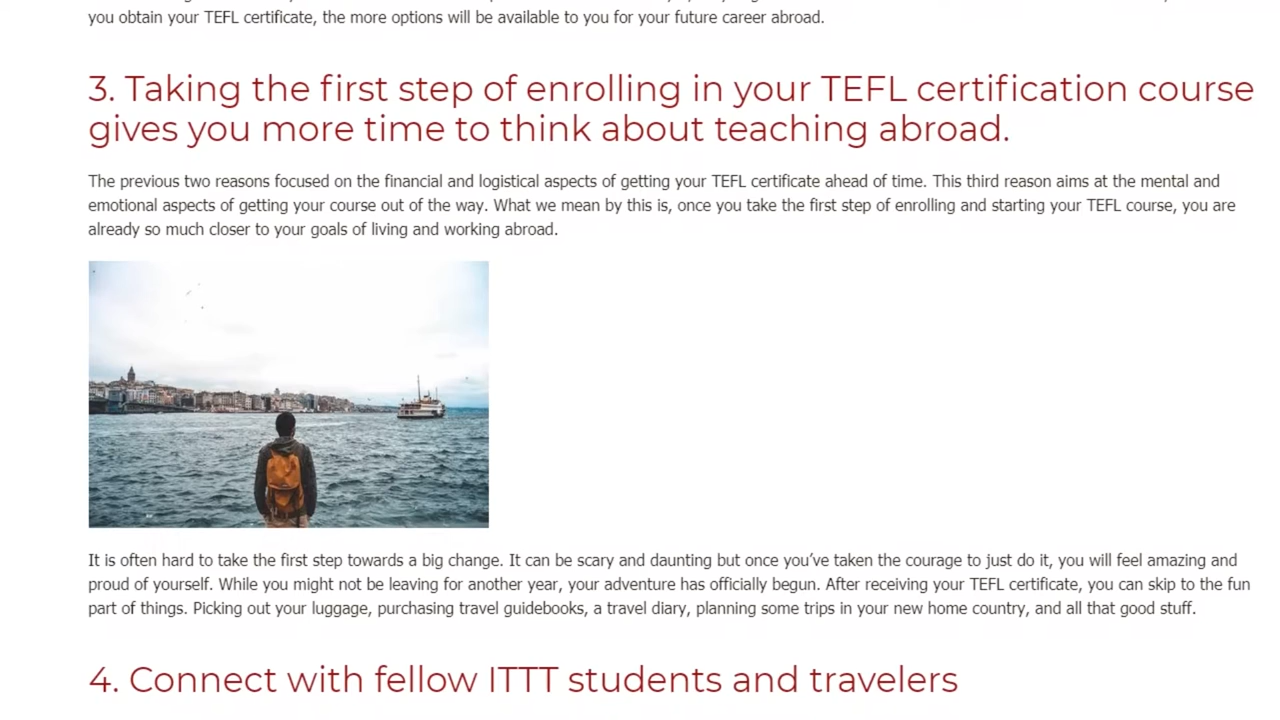 you obtain your TEFL certificate, the more options will be available to you for your future career abroad.
3. Taking the first step of enrolling in your TEFL certification course
gives you more time to think about teaching abroad.
The previous two reasons focused on the financial and logistical aspects of getting your TEFL certificate ahead of time. This third reason aims at the mental and
emotional aspects of getting your course out of the way. What we mean by this is, once you take the first step of enrolling and starting your TEFL course, you are
already so much closer to your goals of living and working abroad.
It is often hard to take the first step towards a big change. It can be scary and daunting but once you’ve taken the courage to just do it, you will feel amazing and
proud of yourself. While you might not be leaving for another year, your adventure has officially begun. After receiving your TEFL certificate, you can skip to the fun
part of things. Picking out your luggage, purchasing travel guidebooks, a travel diary, planning some trips in your new home country, and all that good stuff.
4. Connect with fellow ITTT students and travelers